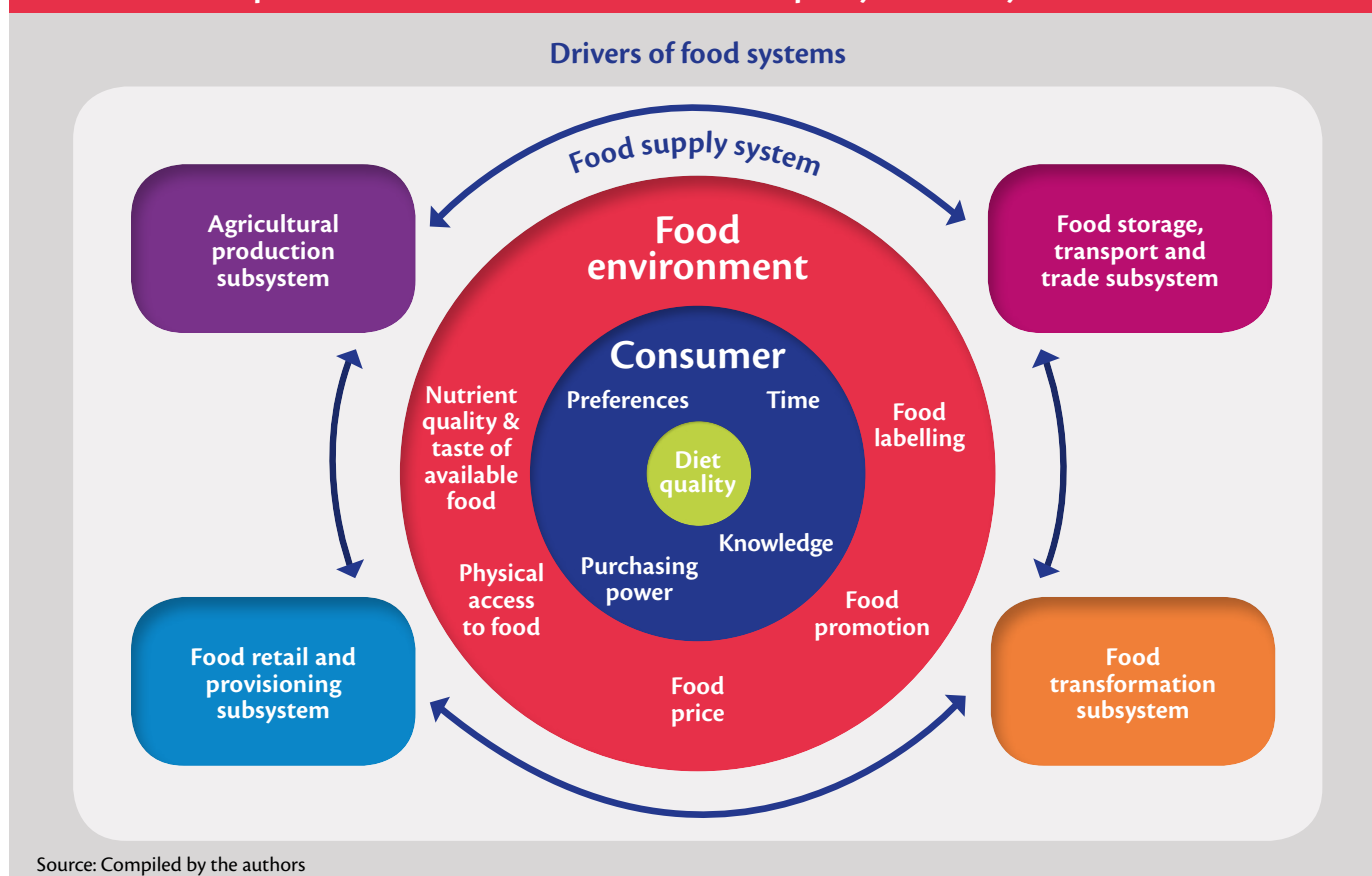 Drivers of food systems
Food supply system
Agricultural
production
subsystem
Food storage,
transport and
trade subsystem
Food
environment
Consumer
Preferences
Time
Nutrient
quality &
taste of
available
food
Food
labelling
Diet
quality
Knowledge
Purchasing
power
Physical
access
to food
Food
promotion
Food
price
Food retail and
provisioning
subsystem
Food
transformation
subsystem
Source: Compiled by the authors